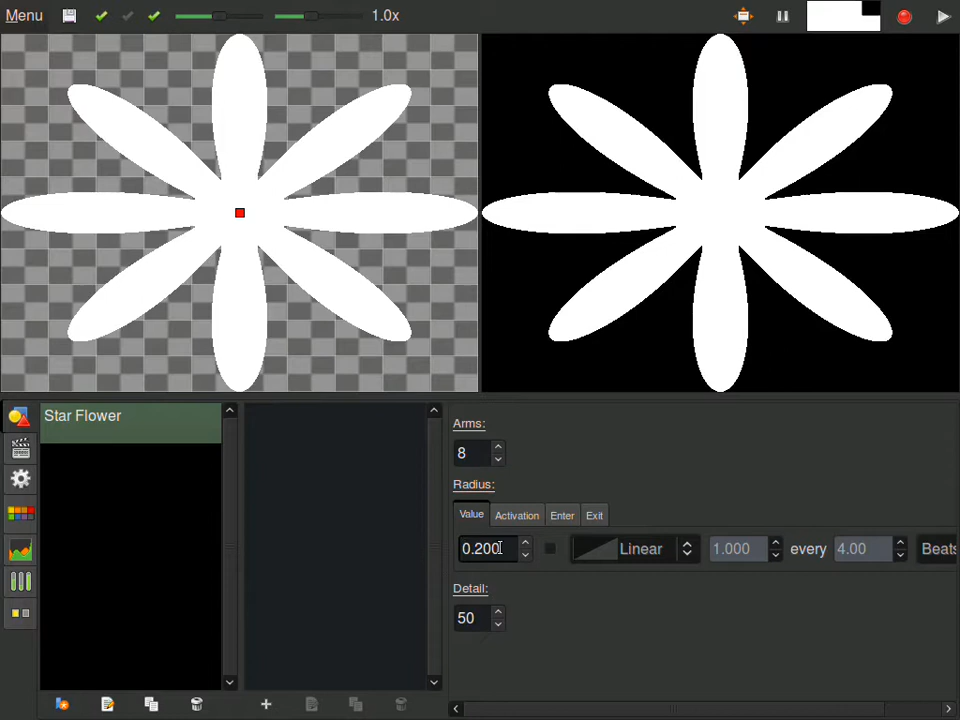 Menu 1.0x
Star Flower
Arms:
8
Radius:
Value Activation Enter Exit
0.200 Linear 1.000 every 4.00 Beats
Detail:
50